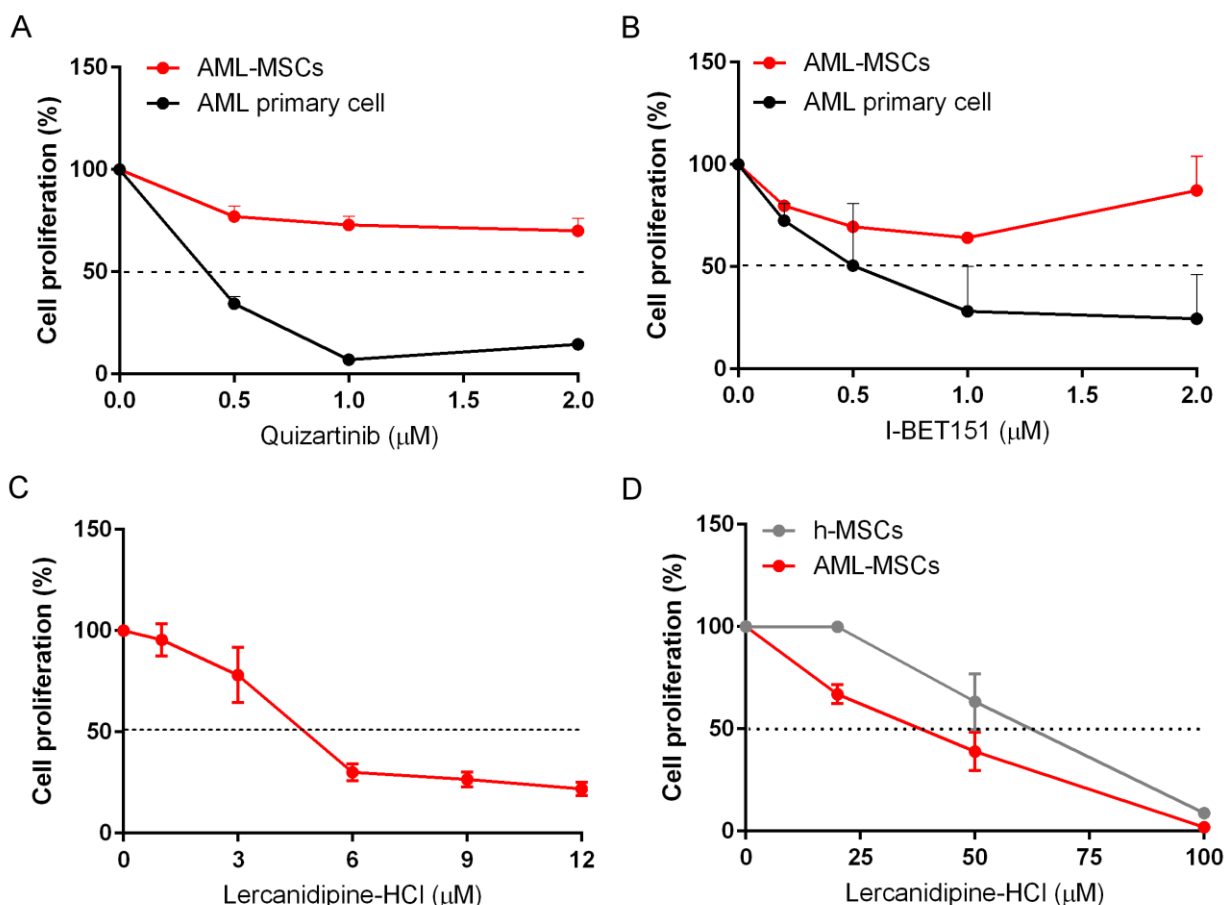 A
150
100
50
0
Cell proliferation (%)
AML-MSCs
AML primary cell
0.0 0.5 1.0 1.5 2.0
Quizartinib (μM)
B
150
100
50
0
Cell proliferation (%)
AML-MSCs
AML primary cell
0.0 0.5 1.0 1.5 2.0
I-BET151 (μM)
C
150
100
50
0
Cell proliferation (%)
0 3 6 9 12
Lercanidipine-HCl (μM)
D
150
100
50
0
Cell proliferation (%)
h-MSCs
AML-MSCs
0 25 50 75 100
Lercanidipine-HCl (μM)